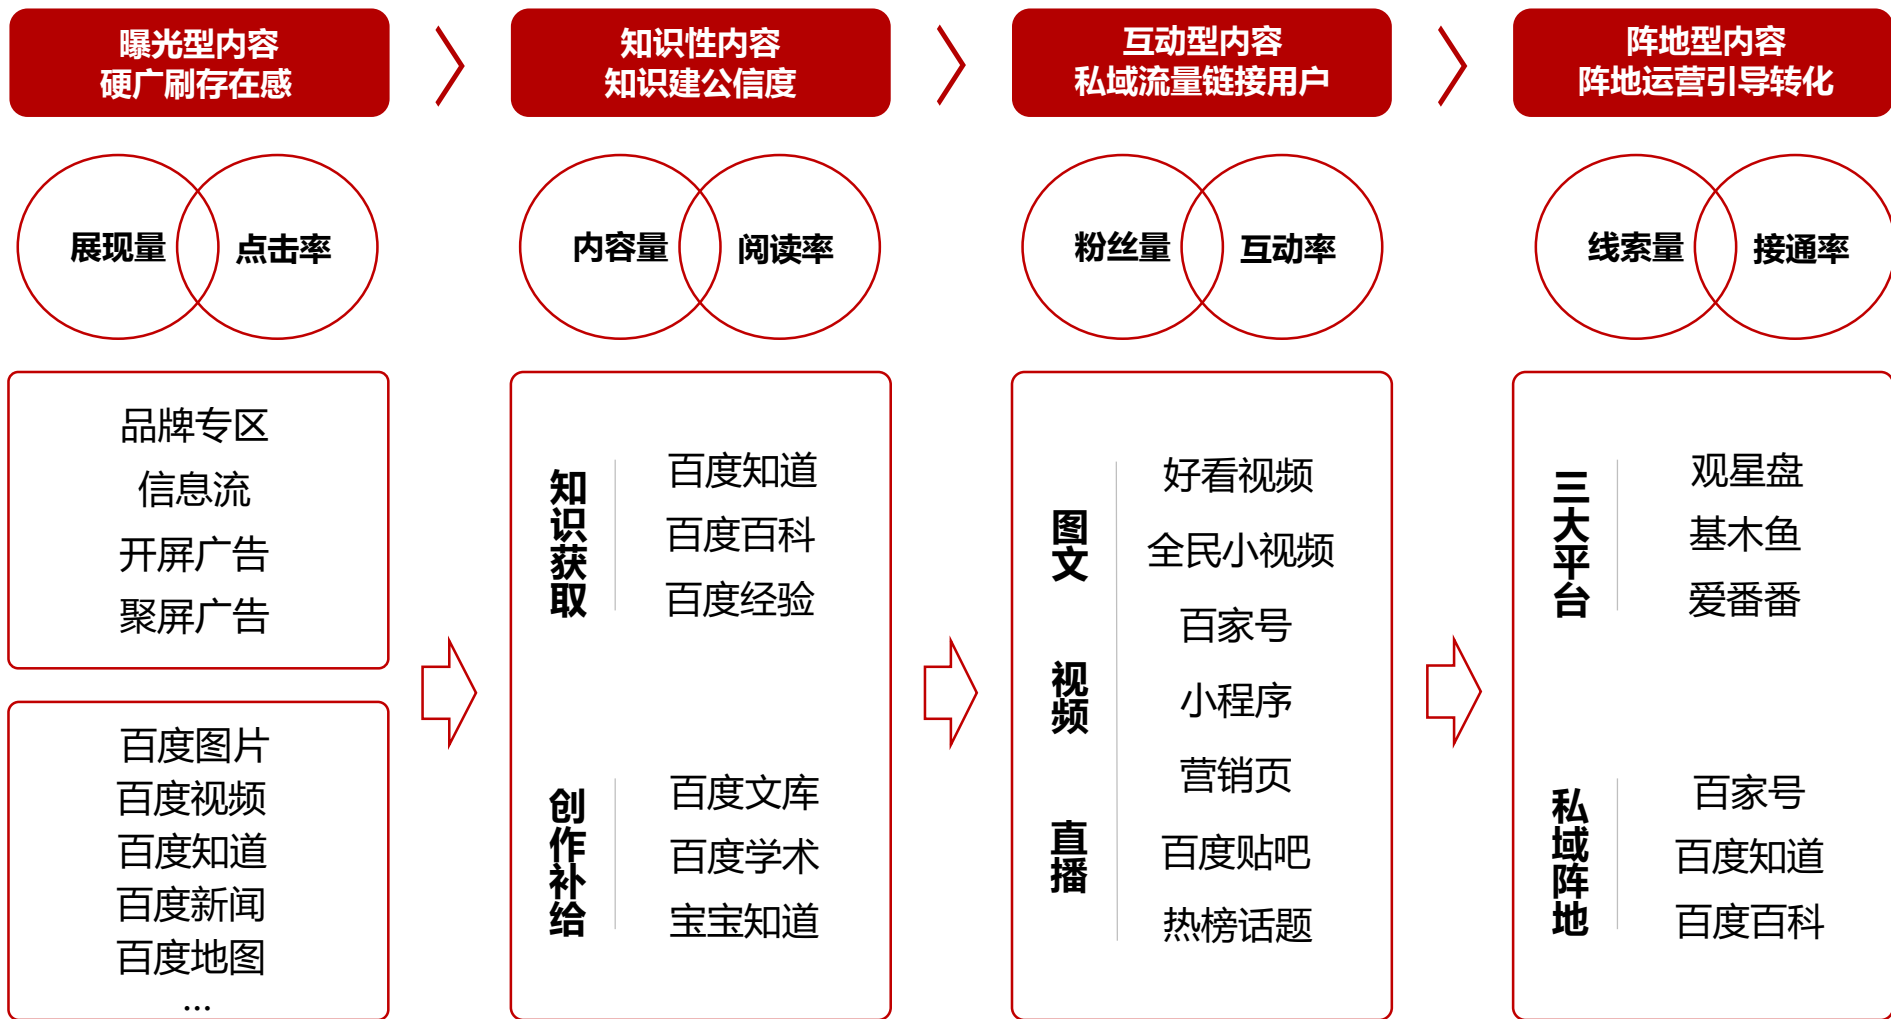 曝光型内容
硬广刷存在感
知识性内容
知识建公信度
互动型内容
私域流量链接用户
阵地型内容
阵地运营引导转化
展现量
点击率
内容量
阅读率
粉丝量
互动率
线索量
接通率
品牌专区
信息流
开屏广告
聚屏广告
百度图片
百度视频
百度知道
百度新闻
百度地图
...
知识获取
百度知道
百度百科
百度经验
创作补给
百度文库
百度学术
宝宝知道
图文
视频
直播
好看视频
全民小视频
百家号
小程序
营销页
百度贴吧
热榜话题
三大平台
观星盘
基木鱼
爱番番
私域阵地
百家号
百度知道
百度百科